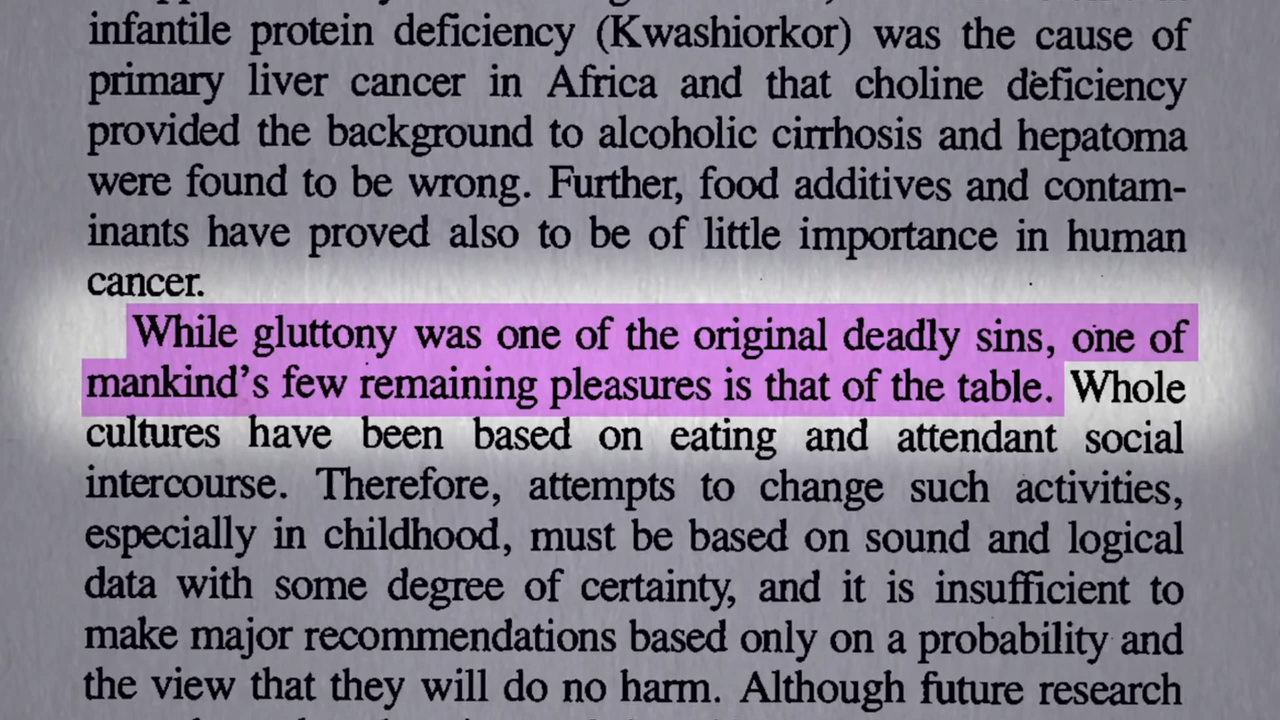 infantile protein deficiency (Kwashiorkor) was the cause of
primary liver cancer in Africa and that choline deficiency
provided the background to alcoholic cirrhosis and hepatoma
were found to be wrong. Further, food additives and contam-
inants have proved also to be of little importance in human
cancer.
While gluttony was one of the original deadly sins, one of
mankind’s few remaining pleasures is that of the table. Whole
cultures have been based on eating and attendant social
intercourse. Therefore, attempts to change such activities,
especially in childhood, must be based on sound and logical
data with some degree of certainty, and it is insufficient to
make major recommendations based only on a probability and
the view that they will do no harm. Although future research